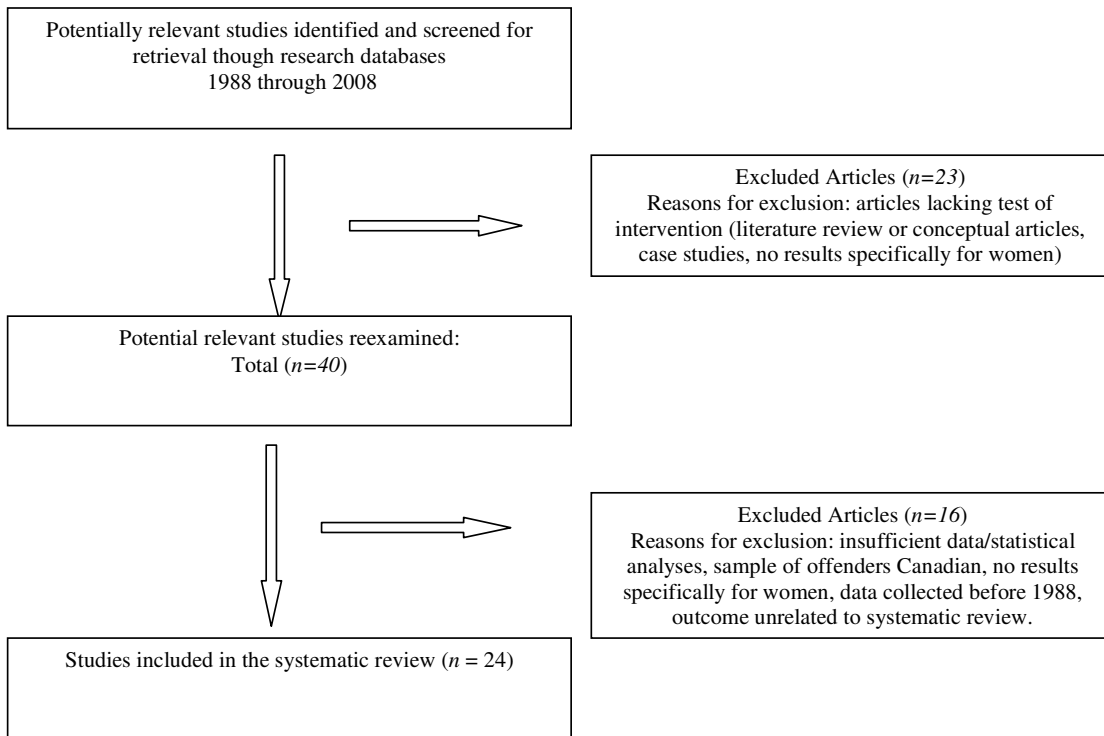 Potentially relevant studies identified and screened for
retrieval though research databases
1988 through 2008
Excluded Articles (n=23)
Reasons for exclusion: articles lacking test of
intervention (literature review or conceptual articles,
case studies, no results specifically for women)
Potential relevant studies reexamined:
Total (n=40)
Excluded Articles (n=16)
Reasons for exclusion: insufficient data/statistical
analyses, sample of offenders Canadian, no results
specifically for women, data collected before 1988,
outcome unrelated to systematic review.
Studies included in the systematic review (n = 24)